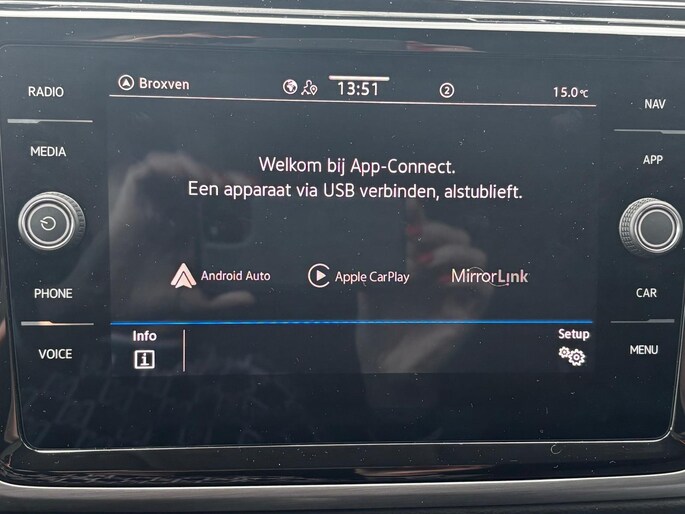 RADIO
MEDIA
PHONE
VOICE
Broxven 13:51 2 15.0°C
Welkom bij App-Connect.
Een apparaat via USB verbinden, alstublieft.
Android Auto Apple CarPlay MirrorLink
Info Setup
NAV
APP
CAR
MENU